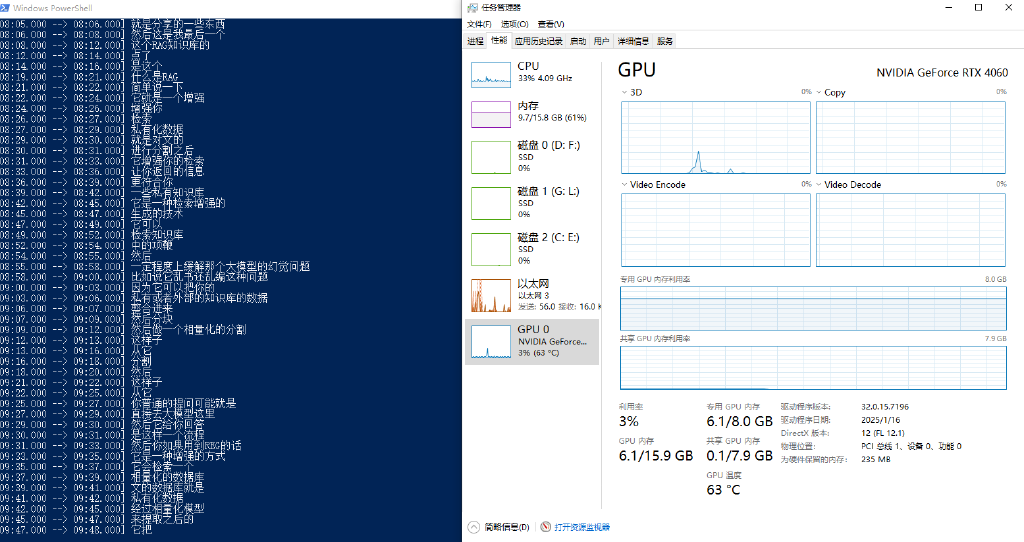 Windows PowerShell
08:05.000 --> 08:06.000] 就是分享的一些东西
08:06.000 --> 08:08.000] 然后这是我最后一个
08:08.000 --> 08:12.000] 这个RAG知识库的
08:12.000 --> 08:14.000] 点了
08:14.000 --> 08:16.000] 是这个
08:19.000 --> 08:21.000] 什么是RAG
08:21.000 --> 08:22.000] 简单说一下
08:22.000 --> 08:24.000] 它就是一个增强
08:24.000 --> 08:26.000] 增强你
08:26.000 --> 08:27.000] 检索
08:27.000 --> 08:29.000] 私有化数据
08:29.000 --> 08:30.000] 就是对文的
08:30.000 --> 08:31.000] 进行分割之后
08:31.000 --> 08:33.000] 它增强你的检索
08:33.000 --> 08:36.000] 让你返回的信息
08:36.000 --> 08:39.000] 更符合你
08:39.000 --> 08:42.000] 一些私有知识库
08:42.000 --> 08:45.000] 它是一种检索增强的
08:45.000 --> 08:47.000] 生成的技术
08:47.000 --> 08:49.000] 它可以
08:49.000 --> 08:52.000] 检索知识库
08:52.000 --> 08:54.000] 中的项鞭
08:54.000 --> 08:55.000] 然后
08:55.000 --> 08:58.000] 一定程度上缓解那个大模型的幻觉问题
08:58.000 --> 09:00.000] 比如说它乱书还乱编这种问题
09:00.000 --> 09:03.000] 因为它可以把你的
09:03.000 --> 09:06.000] 私有或者外部的知识库的数据
09:06.000 --> 09:07.000] 整合进来
09:07.000 --> 09:09.000] 然后分块
09:09.000 --> 09:12.000] 然后做一个相量化的分割
09:12.000 --> 09:13.000] 这样子
09:13.000 --> 09:16.000] 从它
09:16.000 --> 09:18.000] 分割
09:18.000 --> 09:20.000] 然后
09:21.000 --> 09:22.000] 这样子
09:22.000 --> 09:25.000] 从它
09:25.000 --> 09:27.000] 你普通的提问可能就是
09:27.000 --> 09:29.000] 直接去大模型这里
09:29.000 --> 09:30.000] 然后它给你回答
09:30.000 --> 09:31.000] 是这样一个流程
09:31.000 --> 09:33.000] 然后你如果用到REG的话
09:33.000 --> 09:35.000] 它是一种增强的方式
09:35.000 --> 09:37.000] 它会检索一个
09:37.000 --> 09:39.000] 相量化的数据库
09:39.000 --> 09:41.000] 文的数据库就是
09:41.000 --> 09:42.000] 私有化数据
09:42.000 --> 09:45.000] 经过相量化模型
09:45.000 --> 09:47.000] 来提取之后的
09:47.000 --> 09:48.000] 它把
任务管理器
文件(F) 选项(O) 查看(V)
进程 性能 应用历史记录 启动 用户 详细信息 服务
CPU
33% 4.09 GHz
内存
9.7/15.8 GB (61%)
磁盘 0 (D: F:)
SSD
0%
磁盘 1 (G: L:)
SSD
0%
磁盘 2 (C: E:)
SSD
0%
以太网
以太网 3
发送: 56.0 接收: 16.0 K
GPU 0
NVIDIA GeForce...
3% (63 °C)
GPU
NVIDIA GeForce RTX 4060
3D 0% Copy 0%
Video Encode 0% Video Decode 0%
专用 GPU 内存利用率 8.0 GB
共享 GPU 内存利用率 7.9 GB
利用率
3%
专用 GPU 内存
6.1/8.0 GB
GPU 内存
6.1/15.9 GB
共享 GPU 内存
0.1/7.9 GB
GPU 温度
63 °C
驱动程序版本: 32.0.15.7196
驱动程序日期: 2025/1/16
DirectX 版本: 12 (FL 12.1)
物理位置: PCI 总线 1、设备 0、功能 0
为硬件保留的内存: 235 MB
简略信息(D) 打开资源监视器